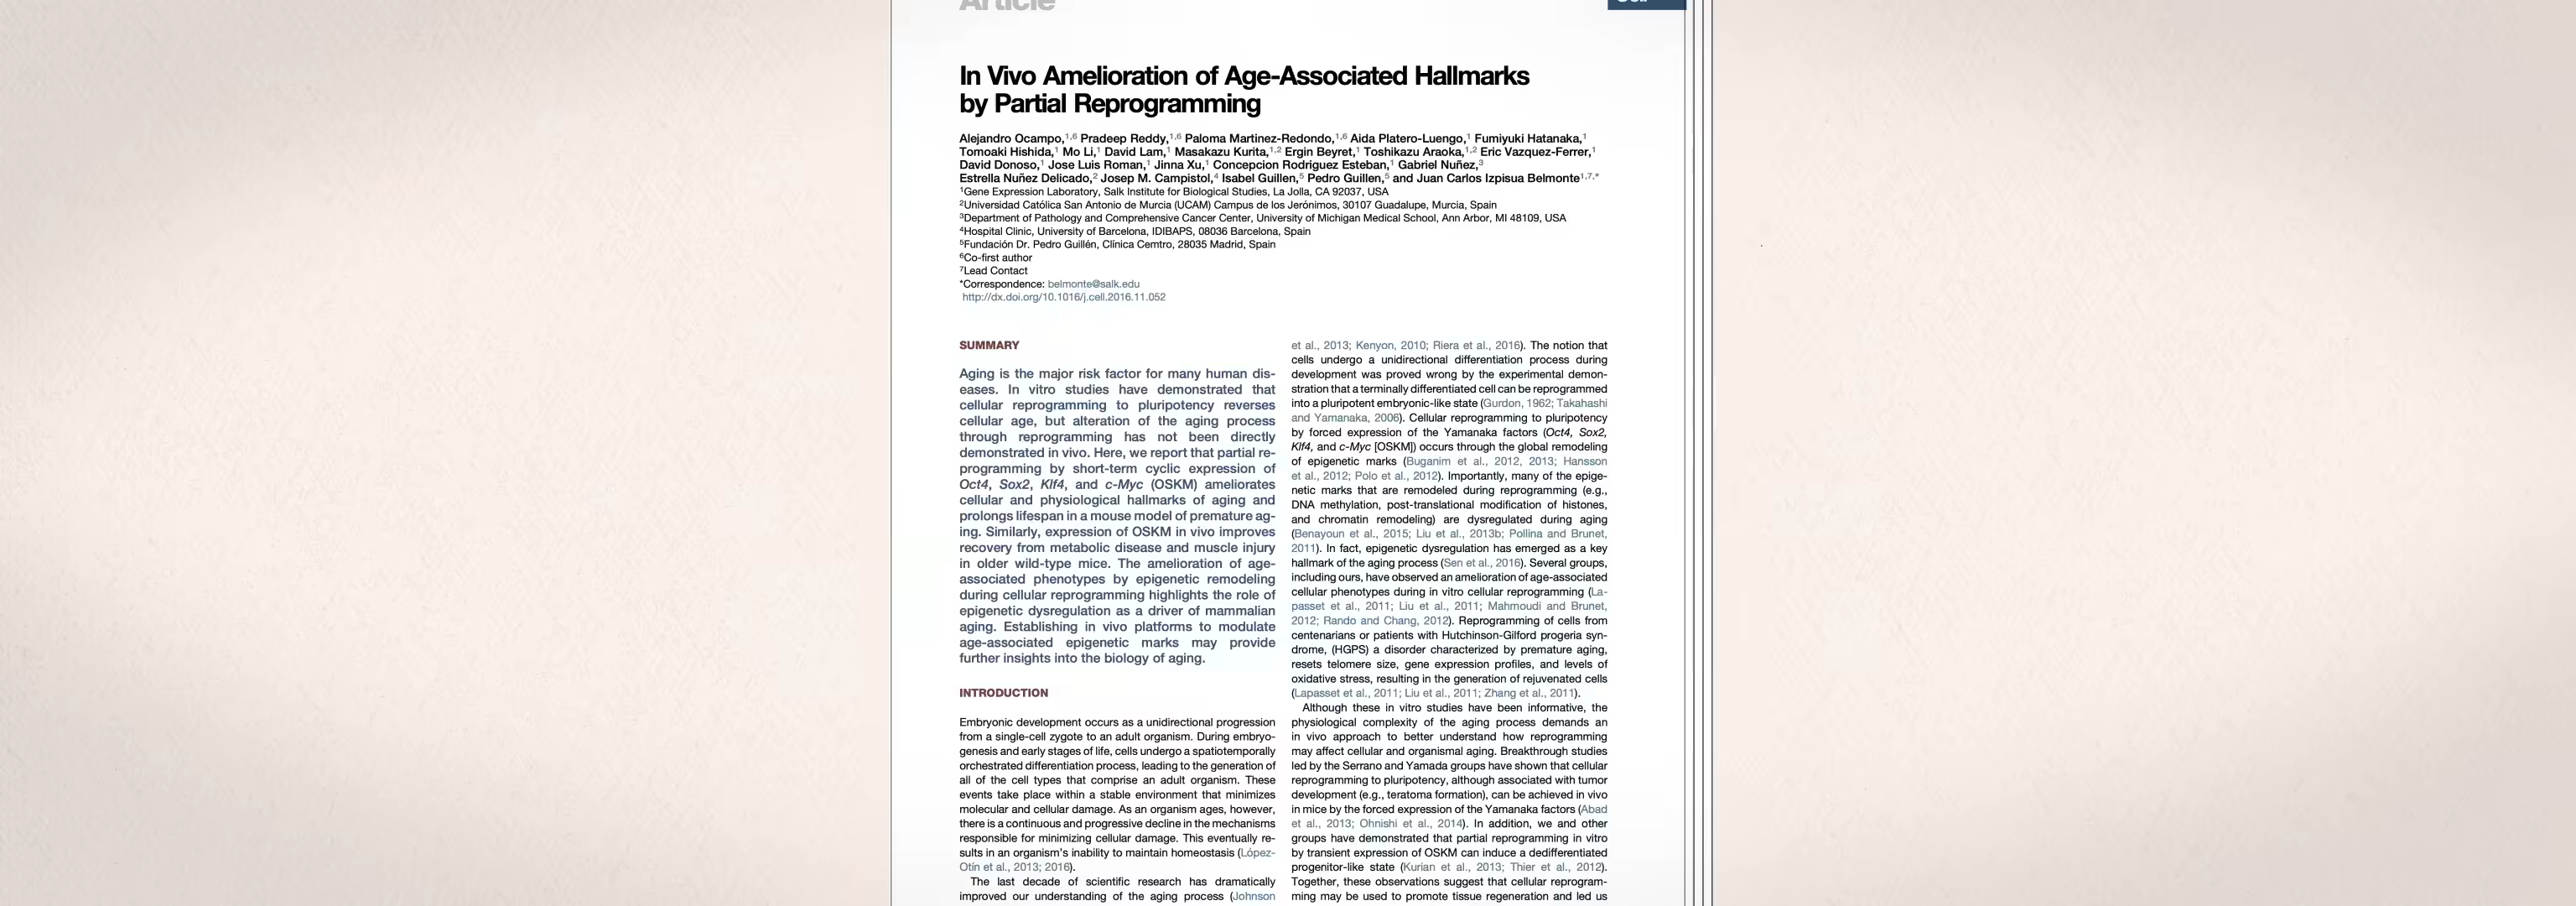 Article
In Vivo Amelioration of Age-Associated Hallmarks
by Partial Reprogramming
Alejandro Ocampo,1,6 Pradeep Reddy,1,6 Paloma Martinez-Redondo,1,6 Aida Platero-Luengo,1 Fumiyuki Hatanaka,1
Tomoaki Hishida,1 Mo Li,1 David Lam,1 Masakazu Kurita,1,2 Ergin Beyret,1 Toshikazu Araoka,1,2 Eric Vazquez-Ferrer,1
David Donoso,1 Jose Luis Roman,1 Jinna Xu,1 Concepcion Rodriguez Esteban,1 Gabriel Nuñez,3
Estrella Nuñez Delicado,2 Josep M. Campistol,4 Isabel Guillen,5 Pedro Guillen,5 and Juan Carlos Izpisua Belmonte1,7,*
1Gene Expression Laboratory, Salk Institute for Biological Studies, La Jolla, CA 92037, USA
2Universidad Católica San Antonio de Murcia (UCAM) Campus de los Jerónimos, 30107 Guadalupe, Murcia, Spain
3Department of Pathology and Comprehensive Cancer Center, University of Michigan Medical School, Ann Arbor, MI 48109, USA
4Hospital Clinic, University of Barcelona, IDIBAPS, 08036 Barcelona, Spain
5Fundación Dr. Pedro Guillén, Clínica Cemtro, 28035 Madrid, Spain
6Co-first author
7Lead Contact
*Correspondence: belmonte@salk.edu
http://dx.doi.org/10.1016/j.cell.2016.11.052
SUMMARY
Aging is the major risk factor for many human dis-
eases. In vitro studies have demonstrated that
cellular reprogramming to pluripotency reverses
cellular age, but alteration of the aging process
through reprogramming has not been directly
demonstrated in vivo. Here, we report that partial re-
programming by short-term cyclic expression of
Oct4, Sox2, Klf4, and c-Myc (OSKM) ameliorates
cellular and physiological hallmarks of aging and
prolongs lifespan in a mouse model of premature ag-
ing. Similarly, expression of OSKM in vivo improves
recovery from metabolic disease and muscle injury
in older wild-type mice. The amelioration of age-
associated phenotypes by epigenetic remodeling
during cellular reprogramming highlights the role of
epigenetic dysregulation as a driver of mammalian
aging. Establishing in vivo platforms to modulate
age-associated epigenetic marks may provide
further insights into the biology of aging.
INTRODUCTION
Embryonic development occurs as a unidirectional progression
from a single-cell zygote to an adult organism. During embryo-
genesis and early stages of life, cells undergo a spatiotemporally
orchestrated differentiation process, leading to the generation of
all of the cell types that comprise an adult organism. These
events take place within a stable environment that minimizes
molecular and cellular damage. As an organism ages, however,
there is a continuous and progressive decline in the mechanisms
responsible for minimizing cellular damage. This eventually re-
sults in an organism's inability to maintain homeostasis (López-
Otín et al., 2013; 2016).
The last decade of scientific research has dramatically
improved our understanding of the aging process (Johnson
et al., 2013; Kenyon, 2010; Riera et al., 2016). The notion that
cells undergo a unidirectional differentiation process during
development was proved wrong by the experimental demon-
stration that a terminally differentiated cell can be reprogrammed
into a pluripotent embryonic-like state (Gurdon, 1962; Takahashi
and Yamanaka, 2006). Cellular reprogramming to pluripotency
by forced expression of the Yamanaka factors (Oct4, Sox2,
Klf4, and c-Myc [OSKM]) occurs through the global remodeling
of epigenetic marks (Buganim et al., 2012, 2013; Hansson
et al., 2012; Polo et al., 2012). Importantly, many of the epige-
netic marks that are remodeled during reprogramming (e.g.,
DNA methylation, post-translational modification of histones,
and chromatin remodeling) are dysregulated during aging
(Benayoun et al., 2015; Liu et al., 2013b; Pollina and Brunet,
2011). In fact, epigenetic dysregulation has emerged as a key
hallmark of the aging process (Sen et al., 2016). Several groups,
including ours, have observed an amelioration of age-associated
cellular phenotypes during in vitro cellular reprogramming (La-
passet et al., 2011; Liu et al., 2011; Mahmoudi and Brunet,
2012; Rando and Chang, 2012). Reprogramming of cells from
centenarians or patients with Hutchinson-Gilford progeria syn-
drome, (HGPS) a disorder characterized by premature aging,
resets telomere size, gene expression profiles, and levels of
oxidative stress, resulting in the generation of rejuvenated cells
(Lapasset et al., 2011; Liu et al., 2011; Zhang et al., 2011).
Although these in vitro studies have been informative, the
physiological complexity of the aging process demands an
in vivo approach to better understand how reprogramming
may affect cellular and organismal aging. Breakthrough studies
led by the Serrano and Yamada groups have shown that cellular
reprogramming to pluripotency, although associated with tumor
development (e.g., teratoma formation), can be achieved in vivo
in mice by the forced expression of the Yamanaka factors (Abad
et al., 2013; Ohnishi et al., 2014). In addition, we and other
groups have demonstrated that partial reprogramming in vitro
by transient expression of OSKM can induce a dedifferentiated
progenitor-like state (Kurian et al., 2013; Thier et al., 2012).
Together, these observations suggest that cellular reprogram-
ming may be used to promote tissue regeneration and led us